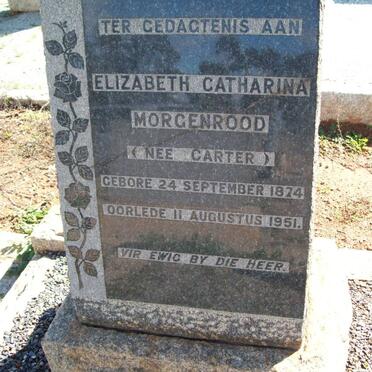 TER GEDAGTENIS AAN
ELIZABETH CATHARINA
MORGENROOD
(NEE CARTER)
GEBORE 24 SEPTEMBER 1874
OORLEDE 11 AUGUSTUS 1951.
VIR EWIG BY DIE HEER.